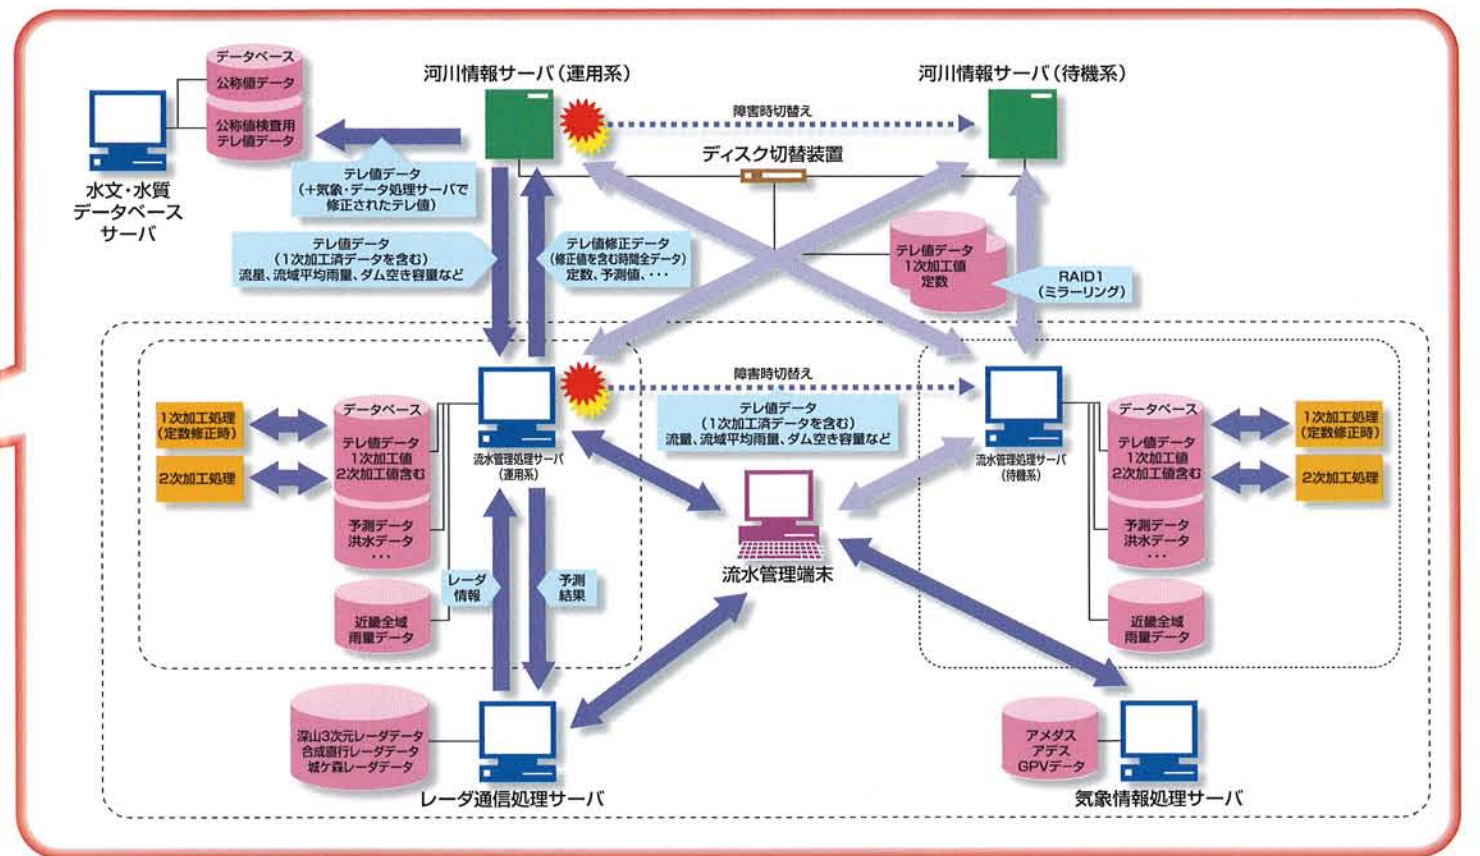 データベース
公称値データ
公称値検査用
テレ値データ
水文・水質
データベース
サーバ
河川情報サーバ(運用系)
障害時切替え
河川情報サーバ(待機系)
ディスク切替装置
テレ値データ
(+気象・データ処理サーバで
修正されたテレ値)
テレ値データ
(1次加工済データを含む)
流星、流域平均雨量、ダム空き容量など
テレ値修正データ
(修正値を含む時間全データ)
定数、予測値、・・・
テレ値データ
1次加工値
定数
RAID1
(ミラーリング)
1次加工処理
(定数修正時)
2次加工処理
データベース
テレ値データ
1次加工値
2次加工値含む
予測データ
洪水データ
・・・
近畿全域
雨量データ
流水管理処理サーバ
(運用系)
障害時切替え
テレ値データ
(1次加工済データを含む)
流量、流域平均雨量、ダム空き容量など
流水管理処理サーバ
(待機系)
データベース
テレ値データ
1次加工値
2次加工値含む
予測データ
洪水データ
・・・
近畿全域
雨量データ
1次加工処理
(定数修正時)
2次加工処理
流水管理端末
レーダ
情報
予測
結果
深山3次元レーダデータ
合成直行レーダデータ
城ケ森レーダデータ
レーダ通信処理サーバ
アメダス
アデス
GPVデータ
気象情報処理サーバ